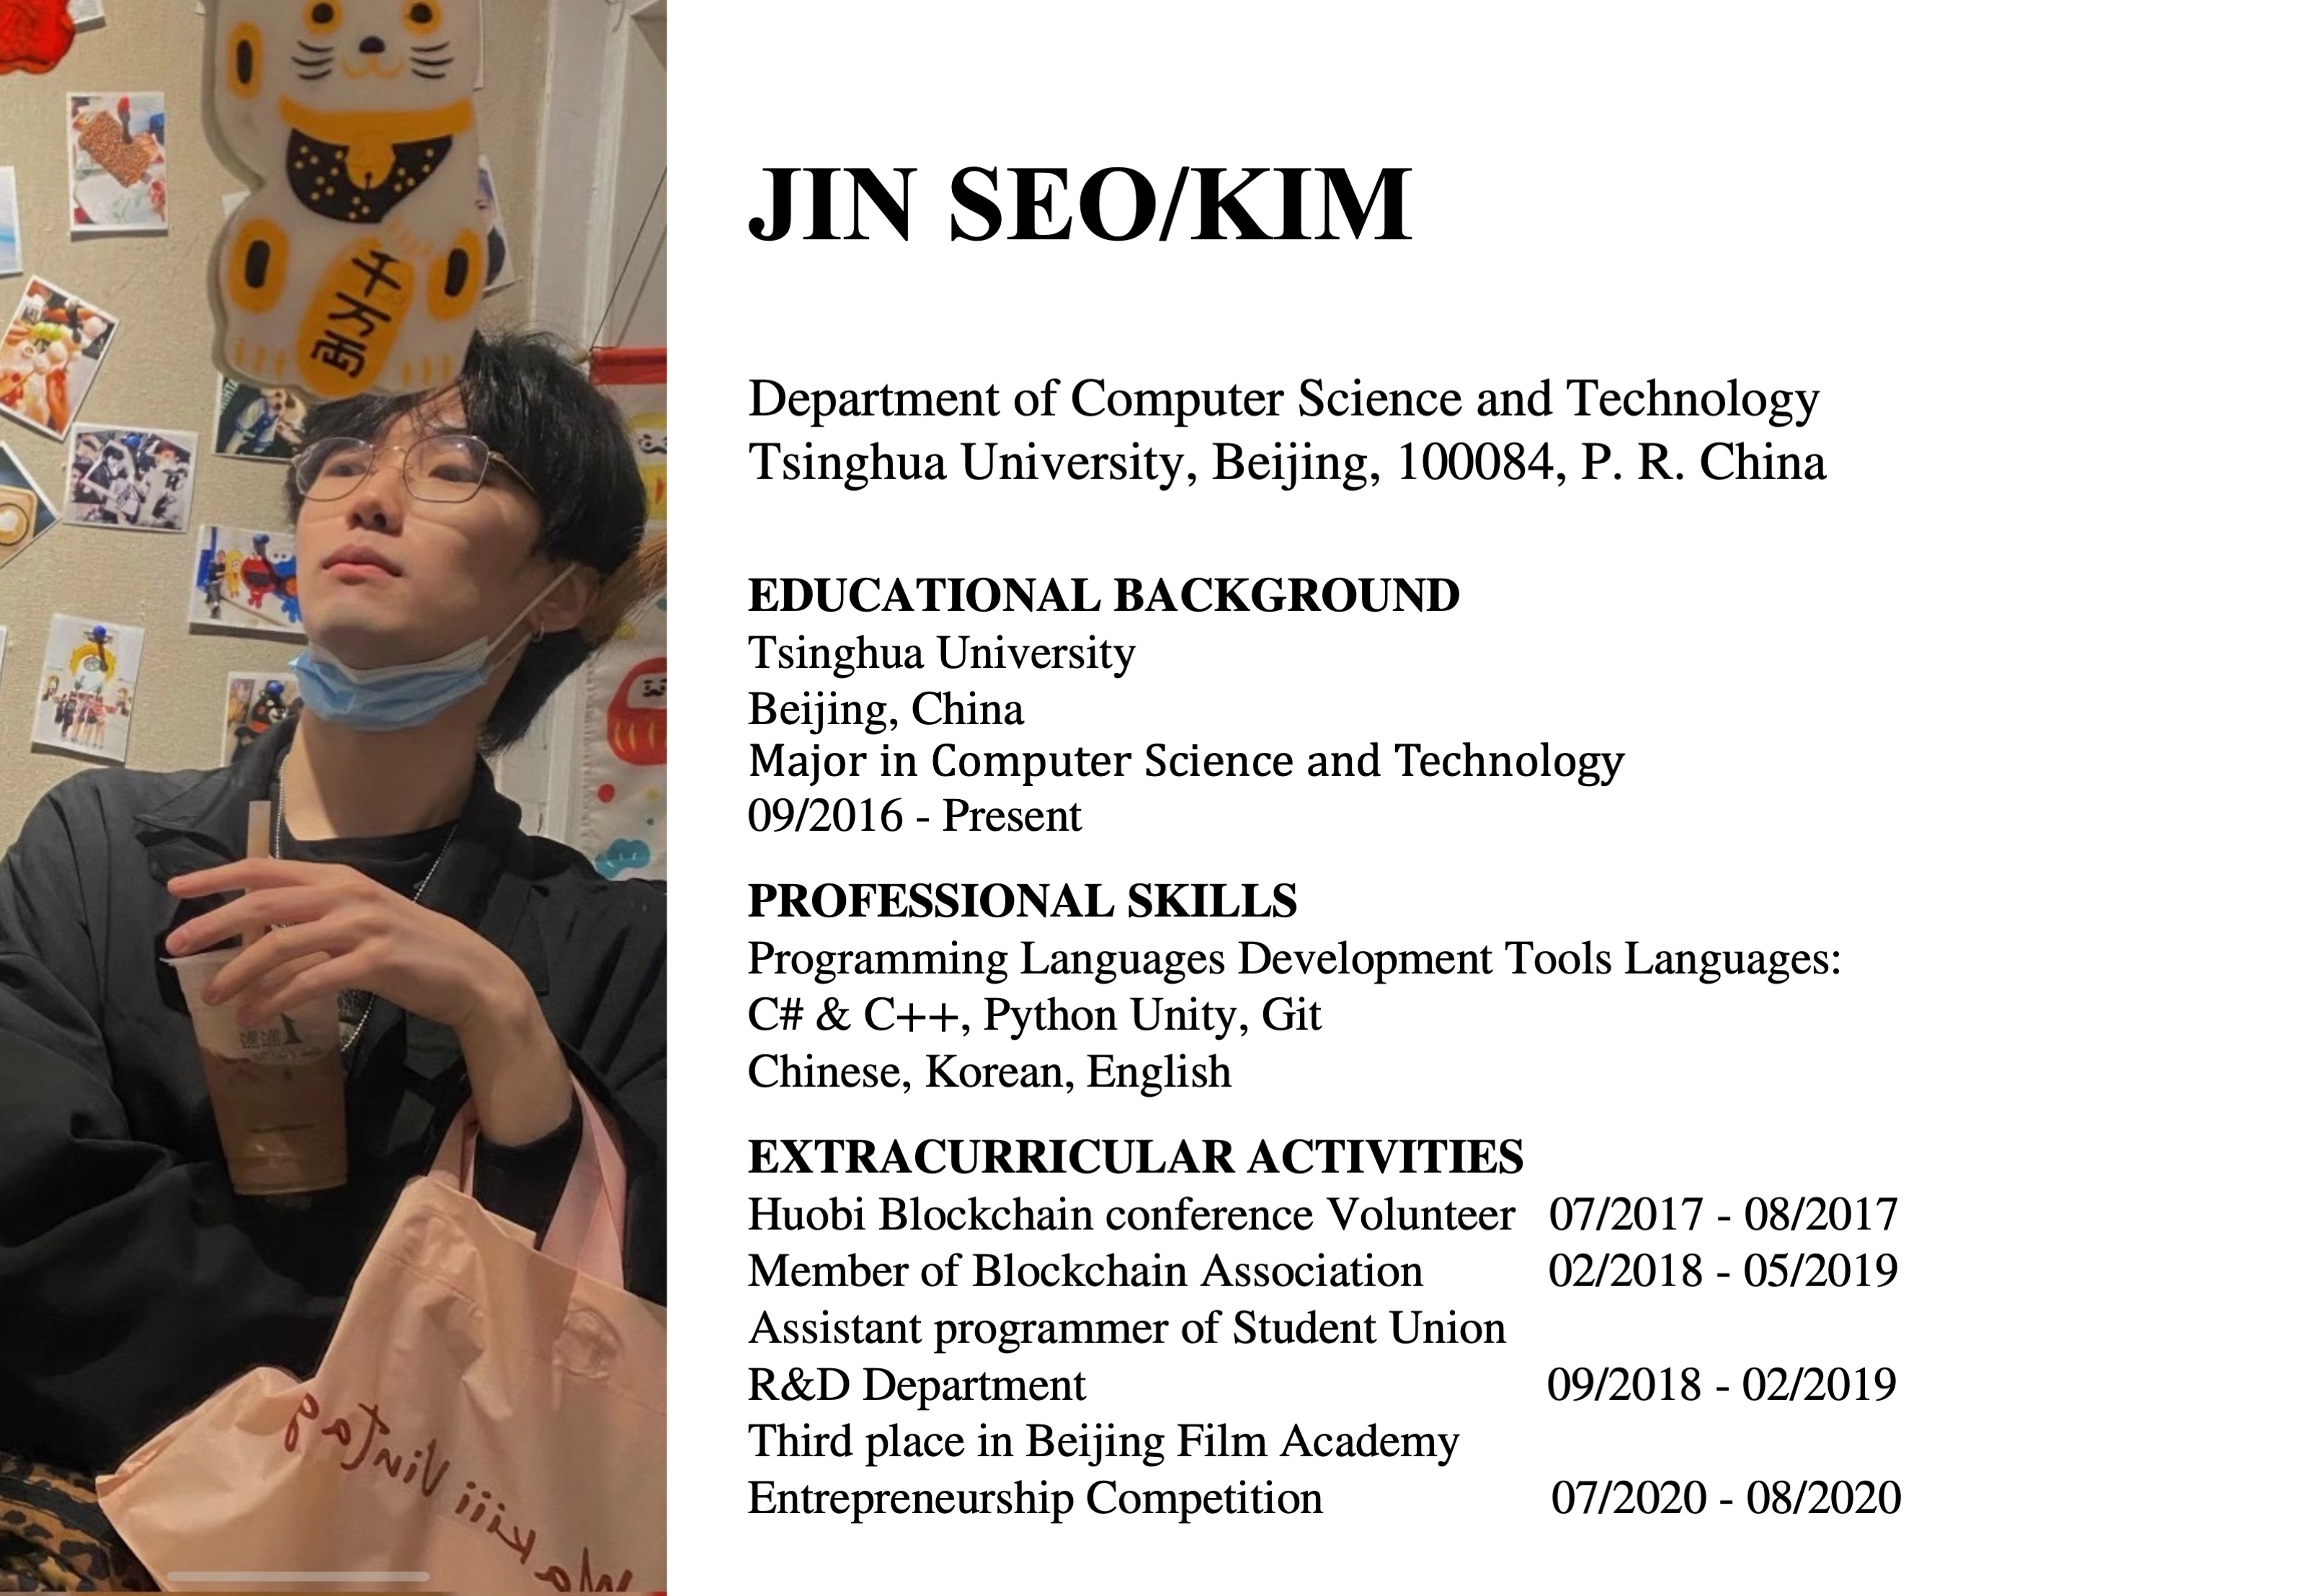 千万両
Wa kiii Vintag
JIN SEO/KIM
Department of Computer Science and Technology
Tsinghua University, Beijing, 100084, P. R. China
EDUCATIONAL BACKGROUND
Tsinghua University
Beijing, China
Major in Computer Science and Technology
09/2016 - Present
PROFESSIONAL SKILLS
Programming Languages Development Tools Languages:
C# & C++, Python Unity, Git
Chinese, Korean, English
EXTRACURRICULAR ACTIVITIES
Huobi Blockchain conference Volunteer 07/2017 - 08/2017
Member of Blockchain Association 02/2018 - 05/2019
Assistant programmer of Student Union
R&D Department 09/2018 - 02/2019
Third place in Beijing Film Academy
Entrepreneurship Competition 07/2020 - 08/2020